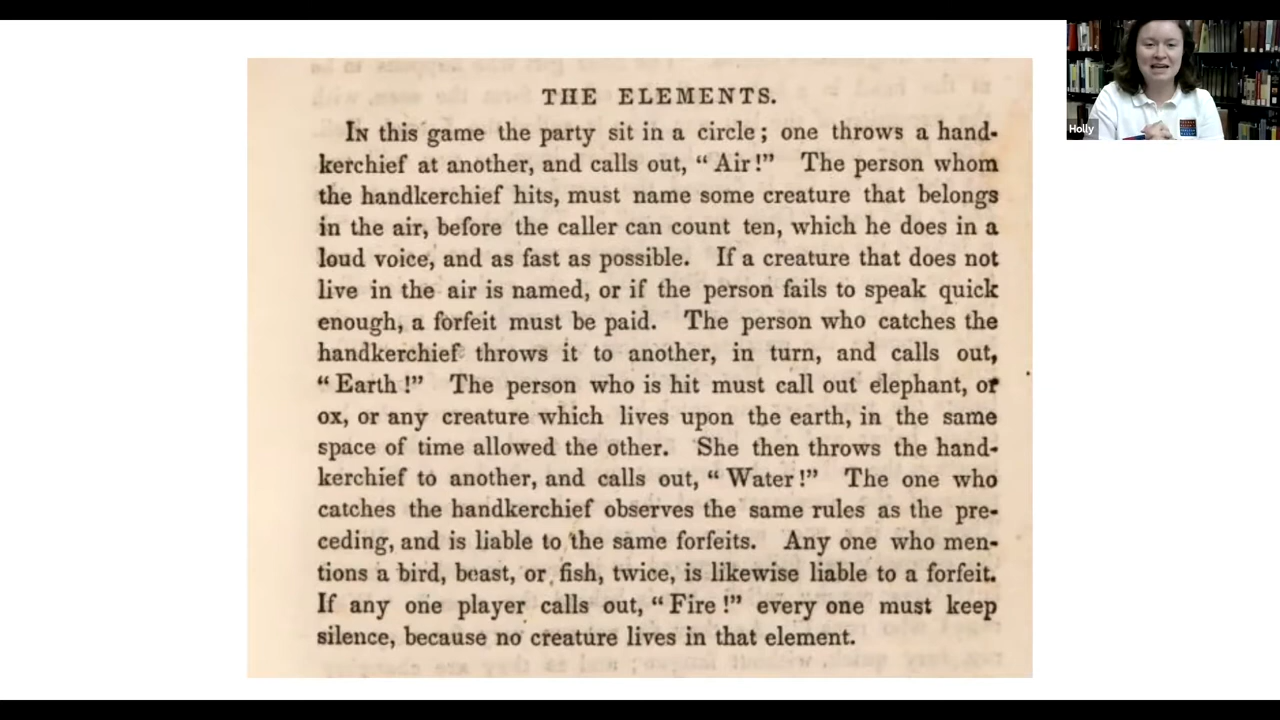 THE ELEMENTS.
In this game the party sit in a circle; one throws a hand-
kerchief at another, and calls out, “Air!” The person whom
the handkerchief hits, must name some creature that belongs
in the air, before the caller can count ten, which he does in a
loud voice, and as fast as possible. If a creature that does not
live in the air is named, or if the person fails to speak quick
enough, a forfeit must be paid. The person who catches the
handkerchief throws it to another, in turn, and calls out,
“Earth!” The person who is hit must call out elephant, or
ox, or any creature which lives upon the earth, in the same
space of time allowed the other. She then throws the hand-
kerchief to another, and calls out, “Water!” The one who
catches the handkerchief observes the same rules as the pre-
ceding, and is liable to the same forfeits. Any one who men-
tions a bird, beast, or fish, twice, is likewise liable to a forfeit.
If any one player calls out, “Fire!” every one must keep
silence, because no creature lives in that element.
Holly